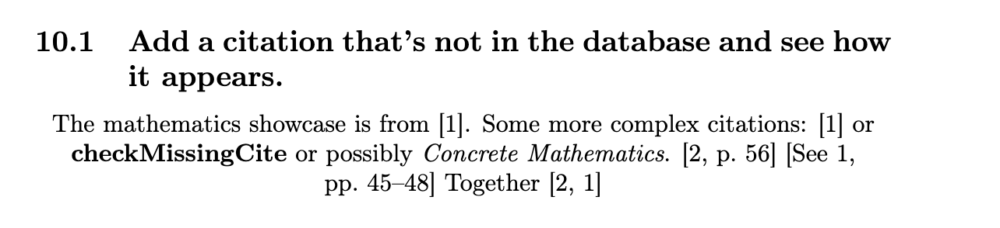 10.1 Add a citation that's not in the database and see how
it appears.
The mathematics showcase is from [1]. Some more complex citations: [1] or
checkMissingCite or possibly Concrete Mathematics. [2, p. 56] [See 1,
pp. 45–48] Together [2, 1]